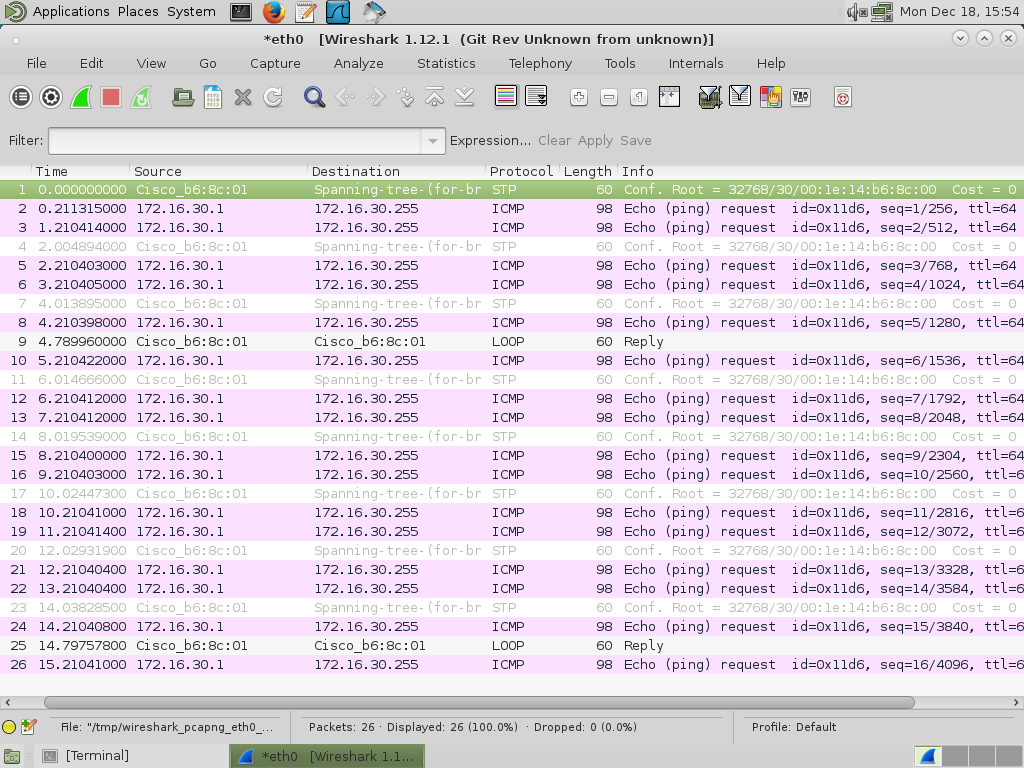 Applications Places System Mon Dec 18, 15:54
*eth0 [Wireshark 1.12.1 (Git Rev Unknown from unknown)]
File Edit View Go Capture Analyze Statistics Telephony Tools Internals Help
Filter: Expression... Clear Apply Save
Time Source Destination Protocol Length Info
1 0.000000000 Cisco_b6:8c:01 Spanning-tree-(for-br STP 60 Conf. Root = 32768/30/00:1e:14:b6:8c:00 Cost = 0
2 0.211315000 172.16.30.1 172.16.30.255 ICMP 98 Echo (ping) request id=0x11d6, seq=1/256, ttl=64
3 1.210414000 172.16.30.1 172.16.30.255 ICMP 98 Echo (ping) request id=0x11d6, seq=2/512, ttl=64
4 2.004894000 Cisco_b6:8c:01 Spanning-tree-(for-br STP 60 Conf. Root = 32768/30/00:1e:14:b6:8c:00 Cost = 0
5 2.210403000 172.16.30.1 172.16.30.255 ICMP 98 Echo (ping) request id=0x11d6, seq=3/768, ttl=64
6 3.210405000 172.16.30.1 172.16.30.255 ICMP 98 Echo (ping) request id=0x11d6, seq=4/1024, ttl=64
7 4.013895000 Cisco_b6:8c:01 Spanning-tree-(for-br STP 60 Conf. Root = 32768/30/00:1e:14:b6:8c:00 Cost = 0
8 4.210398000 172.16.30.1 172.16.30.255 ICMP 98 Echo (ping) request id=0x11d6, seq=5/1280, ttl=64
9 4.789960000 Cisco_b6:8c:01 Cisco_b6:8c:01 LOOP 60 Reply
10 5.210422000 172.16.30.1 172.16.30.255 ICMP 98 Echo (ping) request id=0x11d6, seq=6/1536, ttl=64
11 6.014666000 Cisco_b6:8c:01 Spanning-tree-(for-br STP 60 Conf. Root = 32768/30/00:1e:14:b6:8c:00 Cost = 0
12 6.210412000 172.16.30.1 172.16.30.255 ICMP 98 Echo (ping) request id=0x11d6, seq=7/1792, ttl=64
13 7.210412000 172.16.30.1 172.16.30.255 ICMP 98 Echo (ping) request id=0x11d6, seq=8/2048, ttl=64
14 8.019539000 Cisco_b6:8c:01 Spanning-tree-(for-br STP 60 Conf. Root = 32768/30/00:1e:14:b6:8c:00 Cost = 0
15 8.210400000 172.16.30.1 172.16.30.255 ICMP 98 Echo (ping) request id=0x11d6, seq=9/2304, ttl=64
16 9.210403000 172.16.30.1 172.16.30.255 ICMP 98 Echo (ping) request id=0x11d6, seq=10/2560, ttl=6
17 10.02447300 Cisco_b6:8c:01 Spanning-tree-(for-br STP 60 Conf. Root = 32768/30/00:1e:14:b6:8c:00 Cost = 0
18 10.21041000 172.16.30.1 172.16.30.255 ICMP 98 Echo (ping) request id=0x11d6, seq=11/2816, ttl=6
19 11.21041400 172.16.30.1 172.16.30.255 ICMP 98 Echo (ping) request id=0x11d6, seq=12/3072, ttl=6
20 12.02931900 Cisco_b6:8c:01 Spanning-tree-(for-br STP 60 Conf. Root = 32768/30/00:1e:14:b6:8c:00 Cost = 0
21 12.21040400 172.16.30.1 172.16.30.255 ICMP 98 Echo (ping) request id=0x11d6, seq=13/3328, ttl=6
22 13.21040400 172.16.30.1 172.16.30.255 ICMP 98 Echo (ping) request id=0x11d6, seq=14/3584, ttl=6
23 14.03828500 Cisco_b6:8c:01 Spanning-tree-(for-br STP 60 Conf. Root = 32768/30/00:1e:14:b6:8c:00 Cost = 0
24 14.21040800 172.16.30.1 172.16.30.255 ICMP 98 Echo (ping) request id=0x11d6, seq=15/3840, ttl=6
25 14.79757800 Cisco_b6:8c:01 Cisco_b6:8c:01 LOOP 60 Reply
26 15.21041000 172.16.30.1 172.16.30.255 ICMP 98 Echo (ping) request id=0x11d6, seq=16/4096, ttl=6
File: "/tmp/wireshark_pcapng_eth0_... Packets: 26 · Displayed: 26 (100.0%) · Dropped: 0 (0.0%) Profile: Default
[Terminal] *eth0 [Wireshark 1.1...